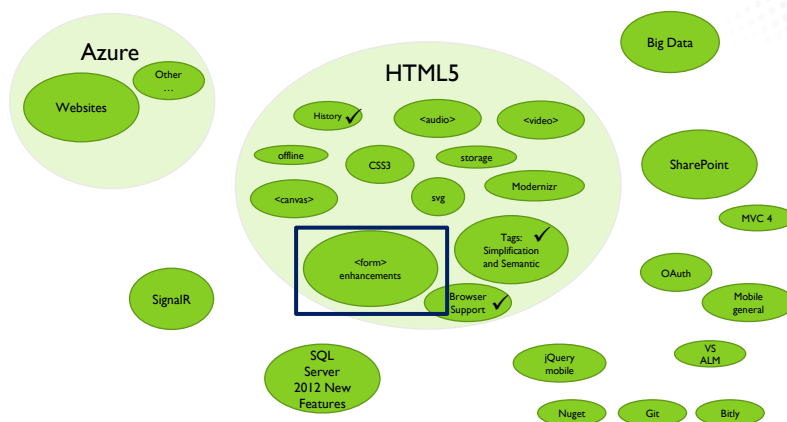 Azure
Other
…
Websites
HTML5
History
<audio>
<video>
offline
CSS3
storage
<canvas>
svg
Modernizr
<form>
enhancements
Tags:
Simplification
and Semantic
Browser
Support
Big Data
SharePoint
MVC 4
OAuth
Mobile
general
SignalR
SQL
Server
2012 New
Features
jQuery
mobile
VS
ALM
Nuget
Git
Bitly